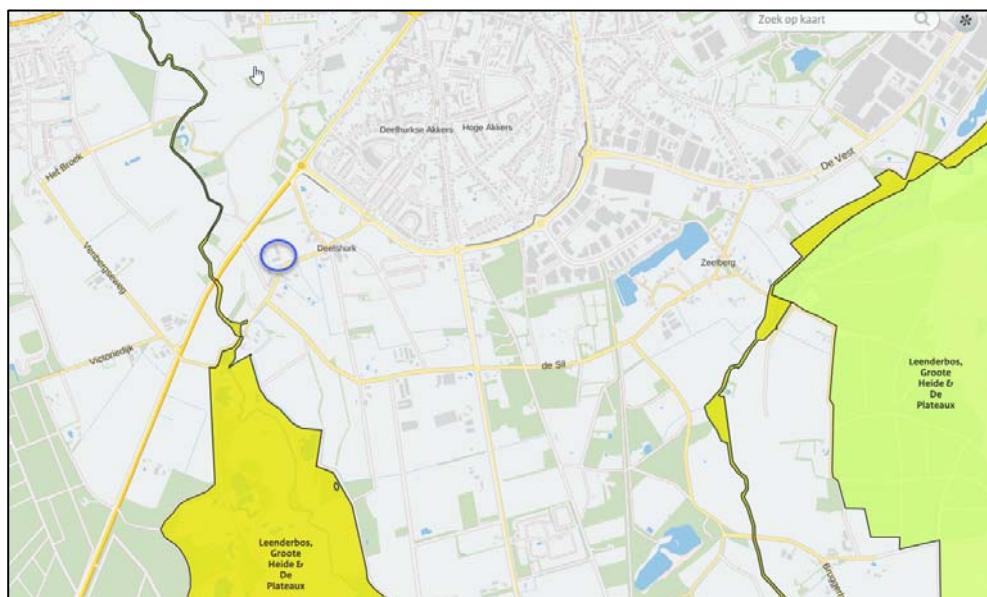 Zoek op kaart
Deelhurkse Akkers
Hoge Akkers
De Vest
Het Broek
Deelshurk
Venbergseweg
Zeelberg
Victoriedijk
de Sil
Leenderbos,
Groote
Heide &
De
Plateaux
Leenderbos,
Groote
Heide &
De
Plateaux